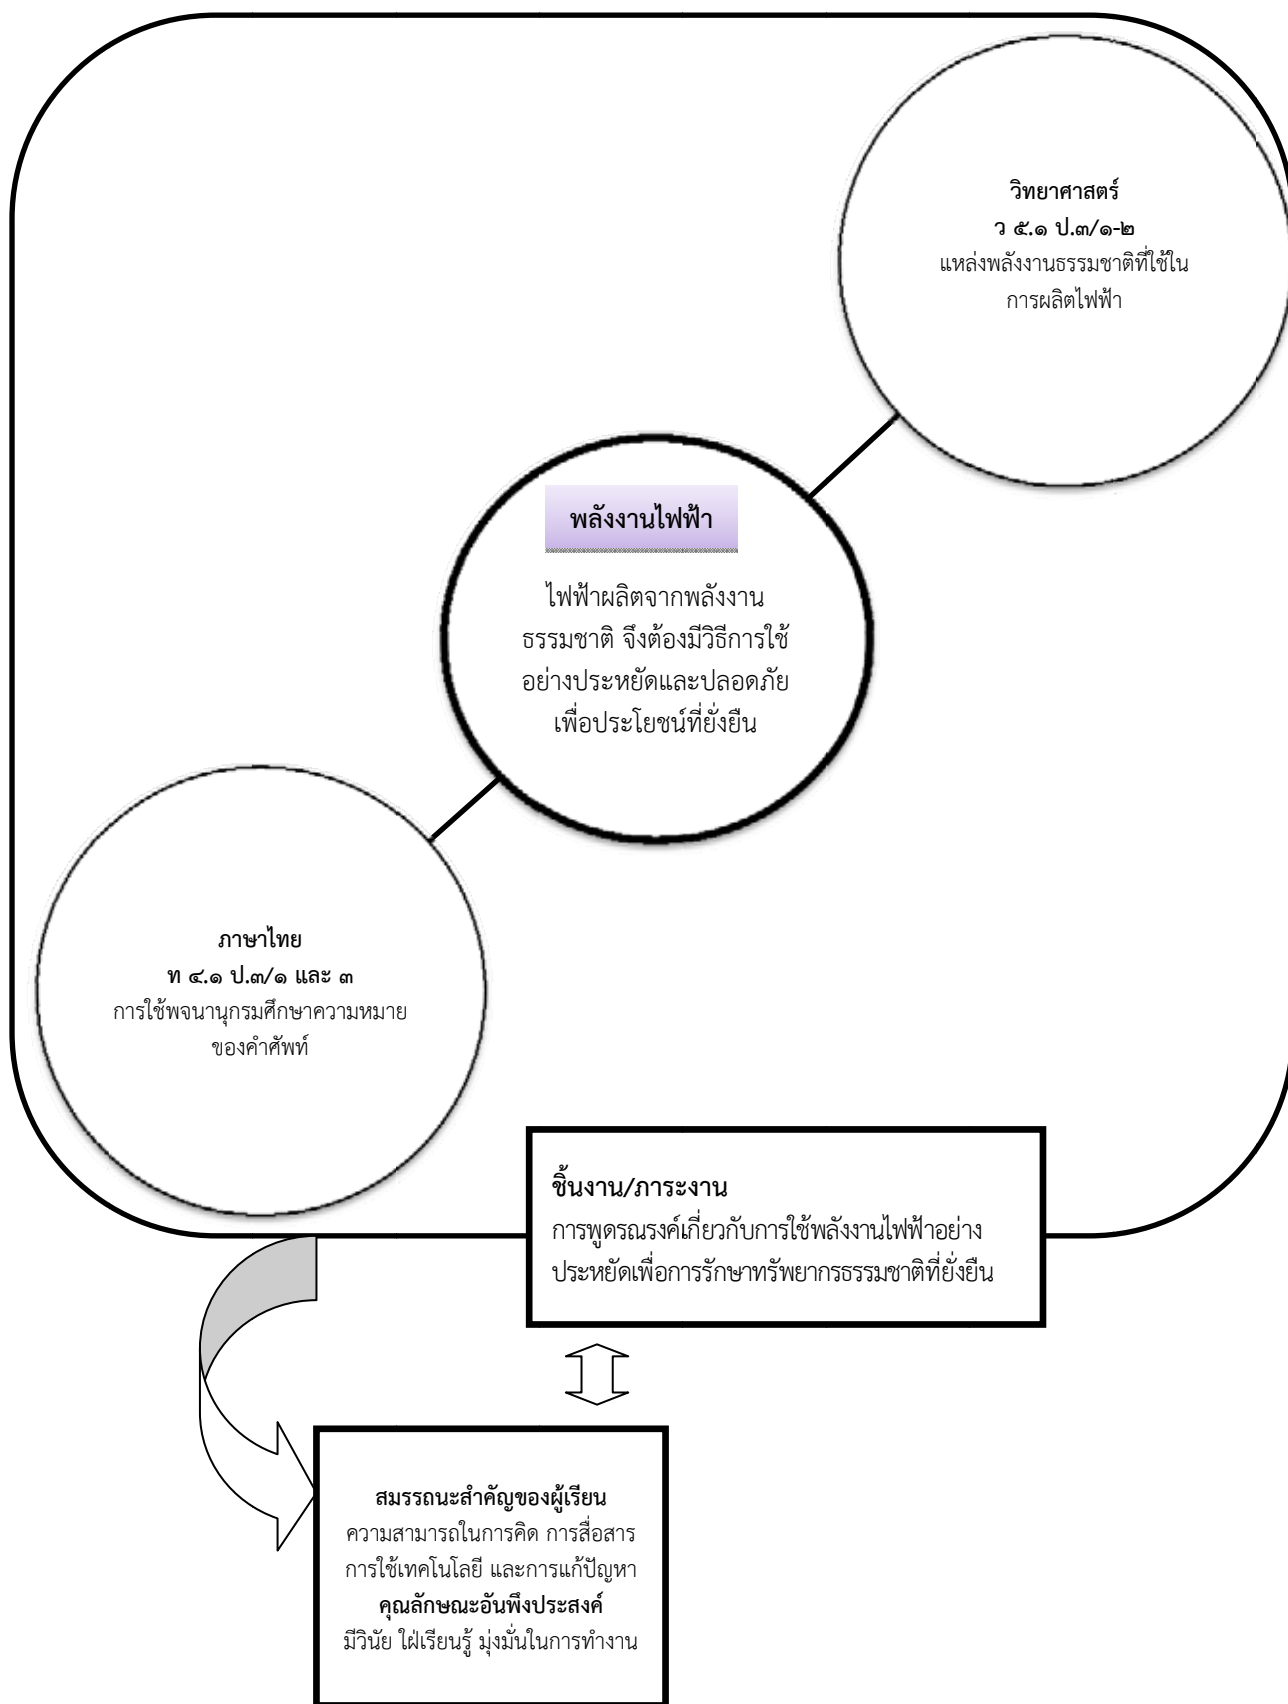 วิทยาศาสตร์
ว ๕.๑ ป.๓/๑-๒
แหล่งพลังงานธรรมชาติที่ใช้ใน
การผลิตไฟฟ้า
พลังงานไฟฟ้า
ไฟฟ้าผลิตจากพลังงาน
ธรรมชาติ จึงต้องมีวิธีการใช้
อย่างประหยัดและปลอดภัย
เพื่อประโยชน์ที่ยั่งยืน
ภาษาไทย
ท ๔.๑ ป.๓/๑ และ ๓
การใช้พจนานุกรมศึกษาความหมาย
ของคำศัพท์
ชิ้นงาน/ภาระงาน
การพูดรณรงค์เกี่ยวกับการใช้พลังงานไฟฟ้าอย่าง
ประหยัดเพื่อการรักษาทรัพยากรธรรมชาติที่ยั่งยืน
สมรรถนะสำคัญของผู้เรียน
ความสามารถในการคิด การสื่อสาร
การใช้เทคโนโลยี และการแก้ปัญหา
คุณลักษณะอันพึงประสงค์
มีวินัย ใฝ่เรียนรู้ มุ่งมั่นในการทำงาน